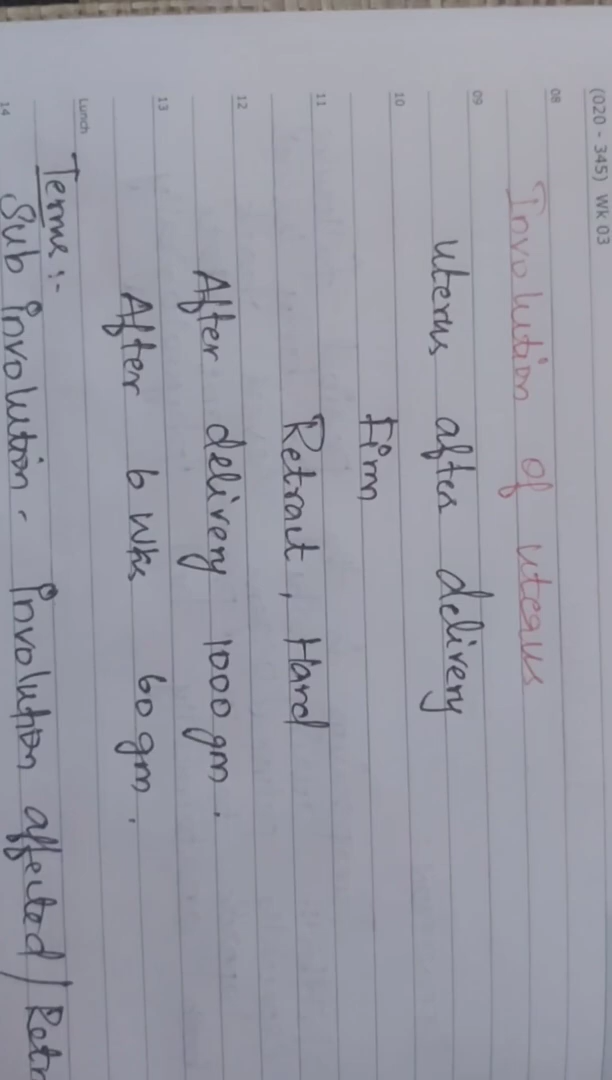 (020 - 345) Wk 03
08
Involution of uterus
09
uterus after delivery
10
Firm
11
Retract, Hard
12
After delivery 1000 gm.
13
After 6 wks 60 gm.
Lunch
Terms :-
14
Sub involution - involution affected / Retr